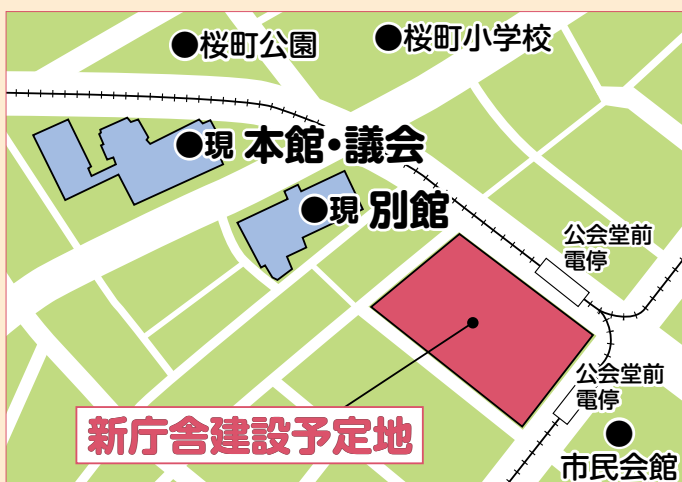 ●桜町公園
●桜町小学校
●現 本館・議会
●現 別館
公会堂前
電停
公会堂前
電停
新庁舎建設予定地
●
市民会館